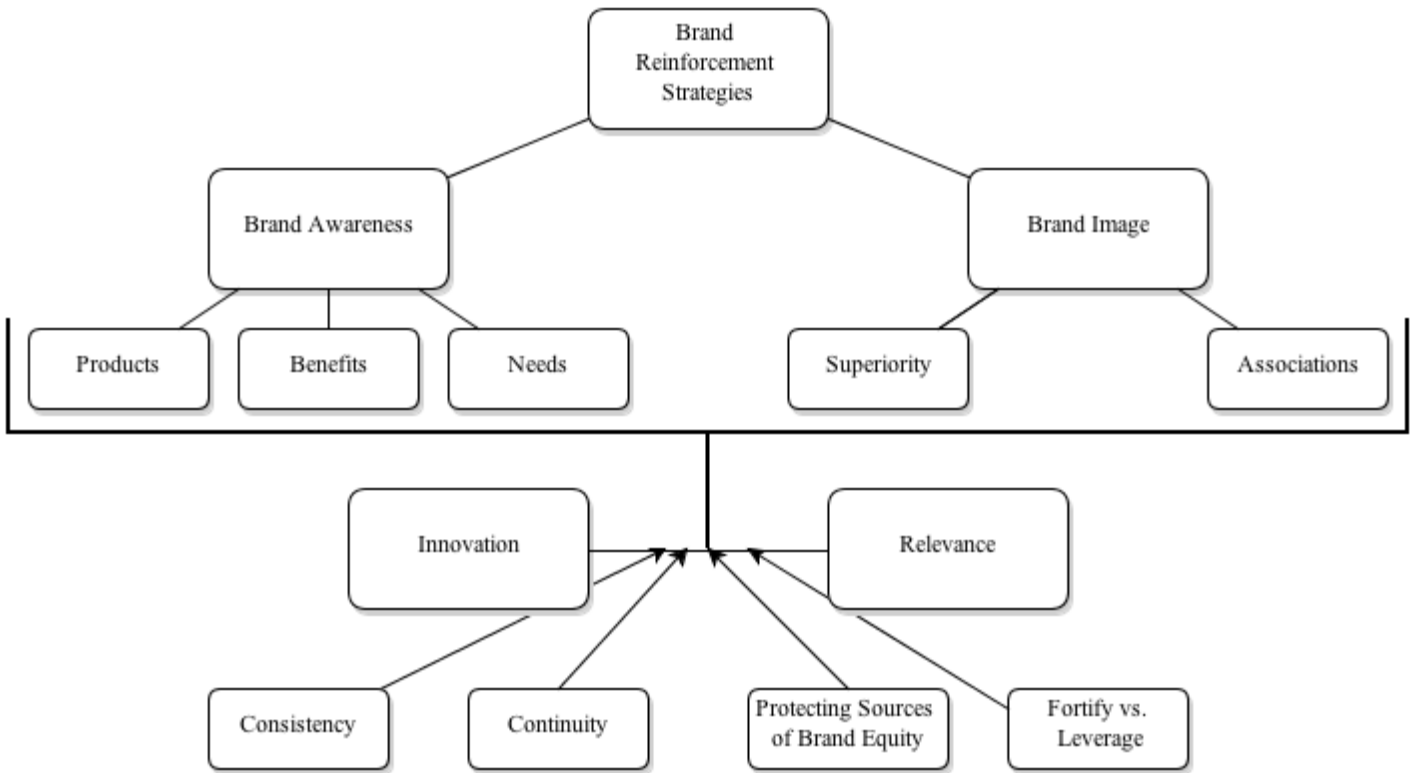 Brand
Reinforcement
Strategies
Brand Awareness
Brand Image
Products
Benefits
Needs
Superiority
Associations
Innovation
Relevance
Consistency
Continuity
Protecting Sources
of Brand Equity
Fortify vs.
Leverage